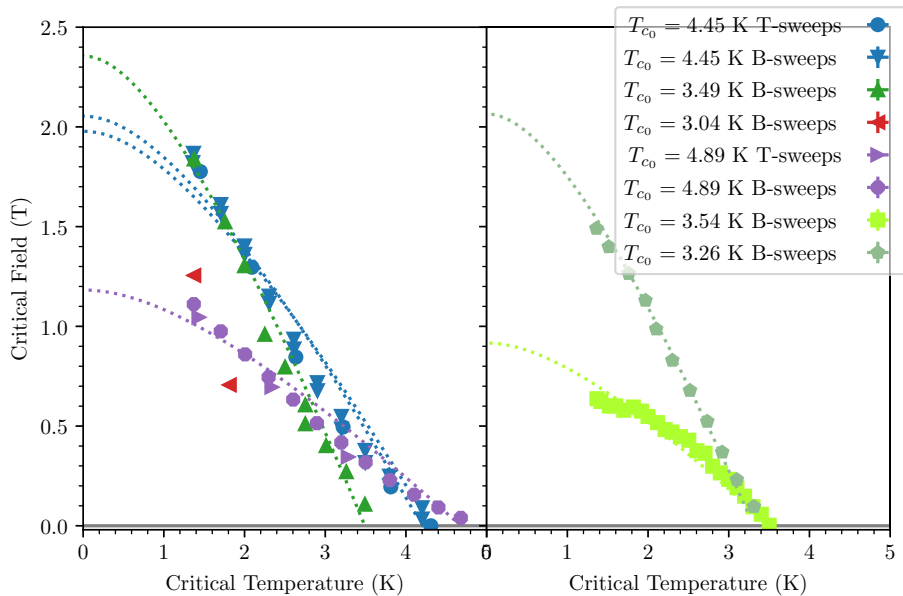 2.5
2.0
1.5
1.0
0.5
0.0
Critical Field (T)
0 1 2 3 4 5
Critical Temperature (K)
0 1 2 3 4 5
Critical Temperature (K)
T_{c_0} = 4.45 K T-sweeps
T_{c_0} = 4.45 K B-sweeps
T_{c_0} = 3.49 K B-sweeps
T_{c_0} = 3.04 K B-sweeps
T_{c_0} = 4.89 K T-sweeps
T_{c_0} = 4.89 K B-sweeps
T_{c_0} = 3.54 K B-sweeps
T_{c_0} = 3.26 K B-sweeps